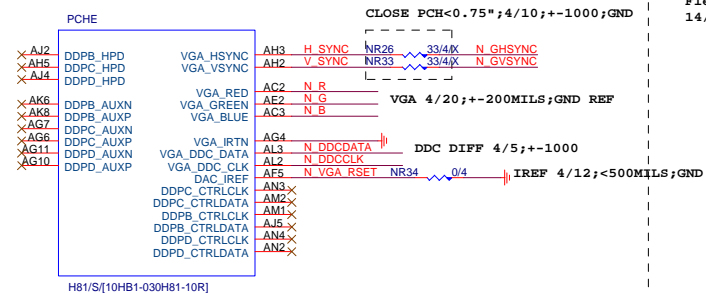 CLOSE PCH<0.75";4/10;+-1000;GND
14/
PCHE
AJ2 DDPB_HPD VGA_HSYNC AH3 H_SYNC NR26 33/4/X N_GHSYNC
AH5 DDPC_HPD VGA_VSYNC AH2 V_SYNC NR33 33/4/X N_GVSYNC
AJ4 DDPD_HPD
VGA_RED AC2 N_R
AK6 DDPB_AUXN VGA_GREEN AE2 N_G VGA 4/20;+-200MILS;GND REF
AK8 DDPB_AUXP VGA_BLUE AC3 N_B
AG7 DDPC_AUXN
AG6 DDPC_AUXP VGA_IRTN AG4
AG11 DDPD_AUXN VGA_DDC_DATA AL3 N_DDCDATA DDC DIFF 4/5;+-1000
AG10 DDPD_AUXP VGA_DDC_CLK AL2 N_DDCCLK
DAC_IREF AF5 N_VGA_RSET NR34 0/4 IREF 4/12;<500MILS;GND
DDPC_CTRLCLK AN3
DDPC_CTRLDATA AM2
DDPB_CTRLCLK AM1
DDPB_CTRLDATA AJ5
DDPD_CTRLCLK AN4
DDPD_CTRLDATA AN2
H81/S/[10HB1-030H81-10R]